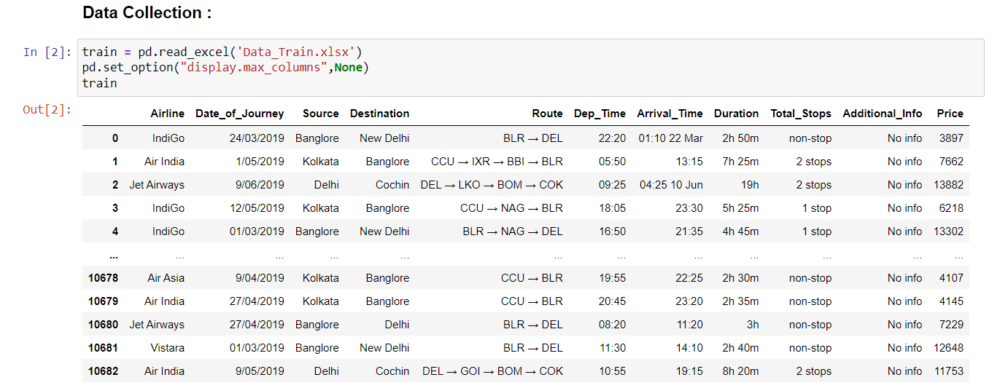 Data Collection :
In [2]: train = pd.read_excel('Data_Train.xlsx')
pd.set_option("display.max_columns",None)
train
Out[2]:
Airline Date_of_Journey Source Destination Route Dep_Time Arrival_Time Duration Total_Stops Additional_Info Price
0 IndiGo 24/03/2019 Banglore New Delhi BLR → DEL 22:20 01:10 22 Mar 2h 50m non-stop No info 3897
1 Air India 1/05/2019 Kolkata Banglore CCU → IXR → BBI → BLR 05:50 13:15 7h 25m 2 stops No info 7662
2 Jet Airways 9/06/2019 Delhi Cochin DEL → LKO → BOM → COK 09:25 04:25 10 Jun 19h 2 stops No info 13882
3 IndiGo 12/05/2019 Kolkata Banglore CCU → NAG → BLR 18:05 23:30 5h 25m 1 stop No info 6218
4 IndiGo 01/03/2019 Banglore New Delhi BLR → NAG → DEL 16:50 21:35 4h 45m 1 stop No info 13302
... ... ... ... ... ... ... ... ... ... ... ...
10678 Air Asia 9/04/2019 Kolkata Banglore CCU → BLR 19:55 22:25 2h 30m non-stop No info 4107
10679 Air India 27/04/2019 Kolkata Banglore CCU → BLR 20:45 23:20 2h 35m non-stop No info 4145
10680 Jet Airways 27/04/2019 Banglore Delhi BLR → DEL 08:20 11:20 3h non-stop No info 7229
10681 Vistara 01/03/2019 Banglore New Delhi BLR → DEL 11:30 14:10 2h 40m non-stop No info 12648
10682 Air India 9/05/2019 Delhi Cochin DEL → GOI → BOM → COK 10:55 19:15 8h 20m 2 stops No info 11753